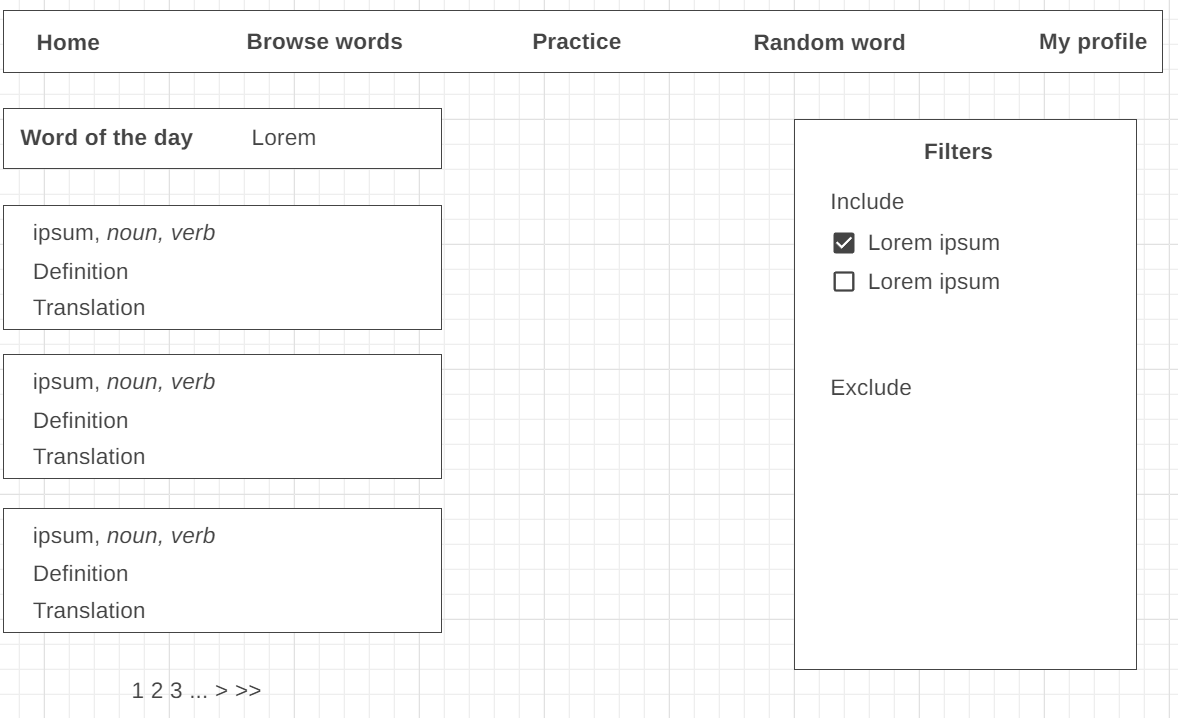 Home Browse words Practice Random word My profile
Word of the day Lorem
ipsum, noun, verb
Definition
Translation
ipsum, noun, verb
Definition
Translation
ipsum, noun, verb
Definition
Translation
1 2 3 ... > >>
Filters
Include
Lorem ipsum
Lorem ipsum
Exclude